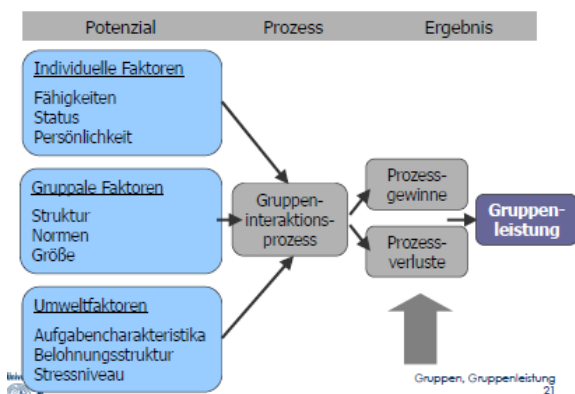 Potenzial Prozess Ergebnis
Individuelle Faktoren
Fähigkeiten
Status
Persönlichkeit
Gruppale Faktoren
Struktur
Normen
Größe
Umweltfaktoren
Aufgabencharakteristika
Belohnungsstruktur
Stressniveau
Gruppen-
interaktions-
prozess
Prozess-
gewinne
Prozess-
verluste
Gruppen-
leistung
Gruppen, Gruppenleistung
21